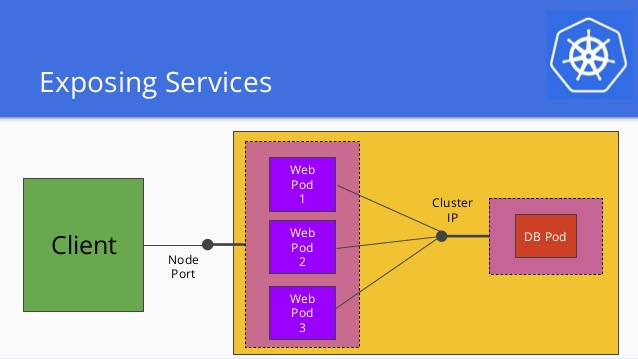 Exposing Services
Client
Node
Port
Web
Pod
1
Web
Pod
2
Web
Pod
3
Cluster
IP
DB Pod